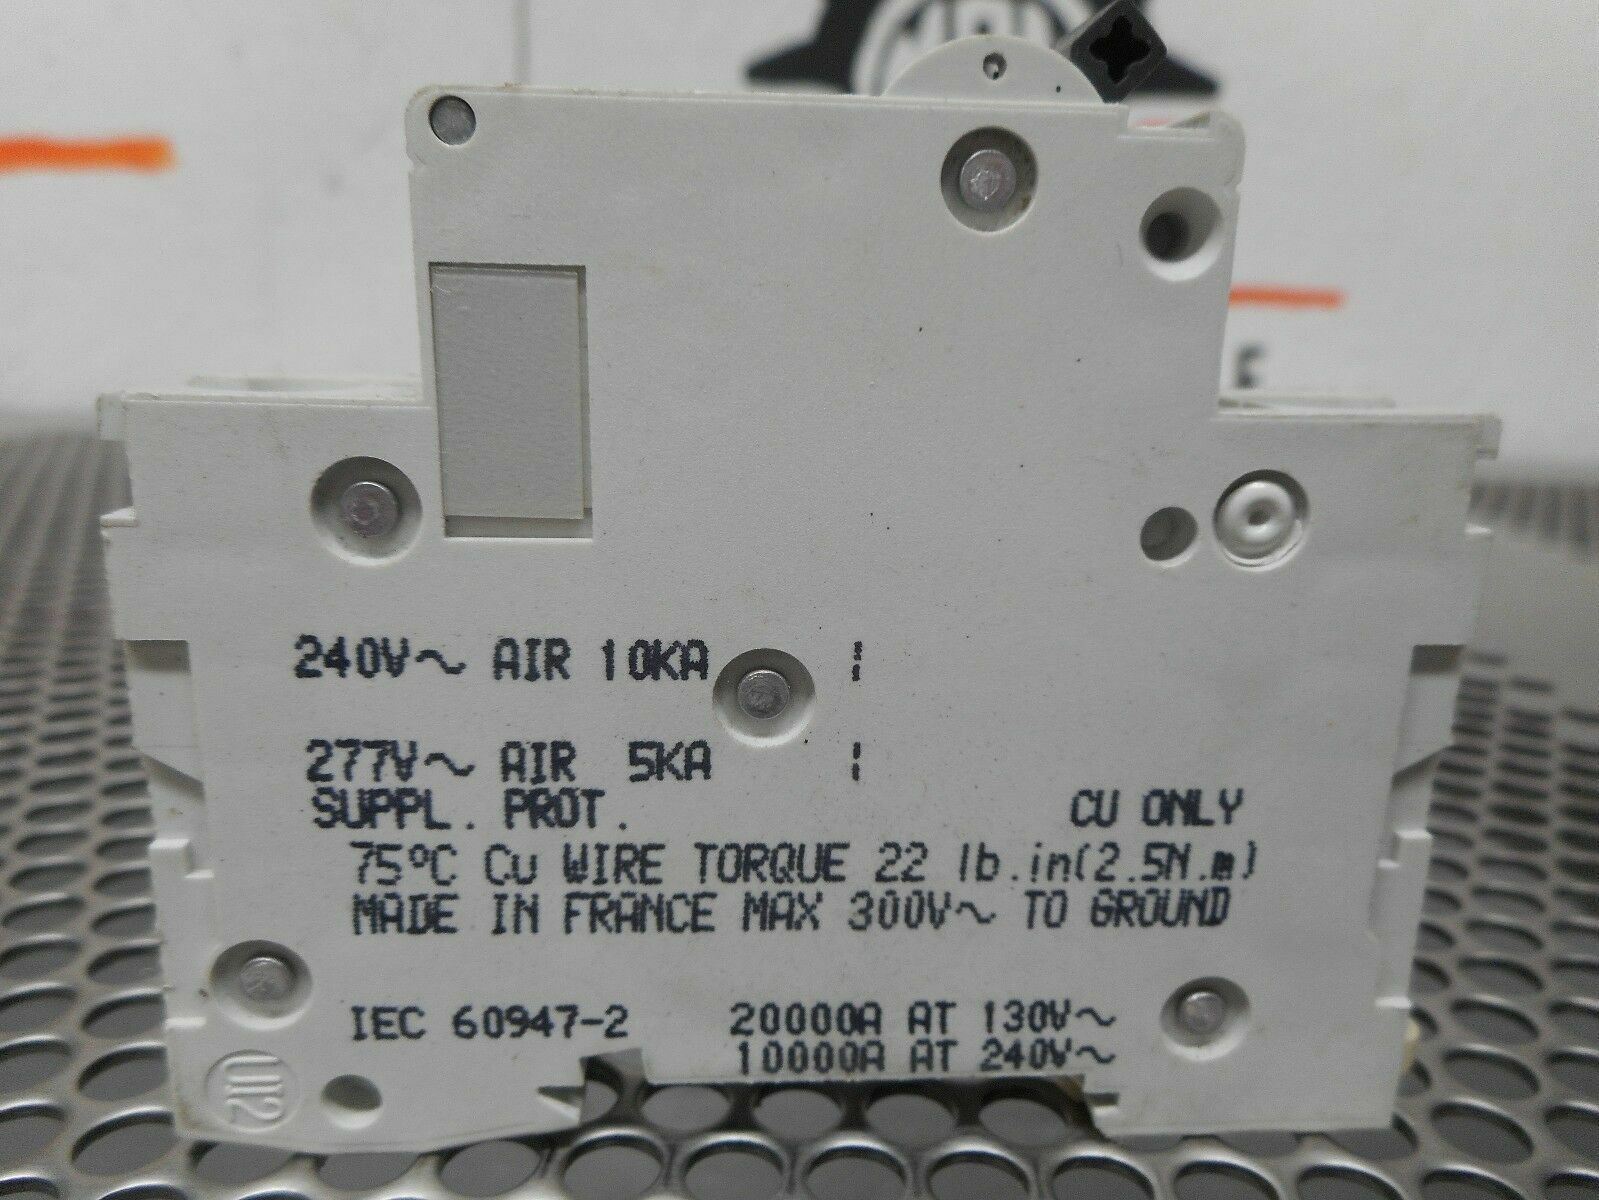 240V~ AIR 10KA
277V~ AIR 5KA
SUPPL. PROT. CU ONLY
75°C Cu WIRE TORQUE 22 lb.in(2.5N.m)
MADE IN FRANCE MAX 300V~ TO GROUND
IEC 60947-2 20000A AT 130V~
10000A AT 240V~